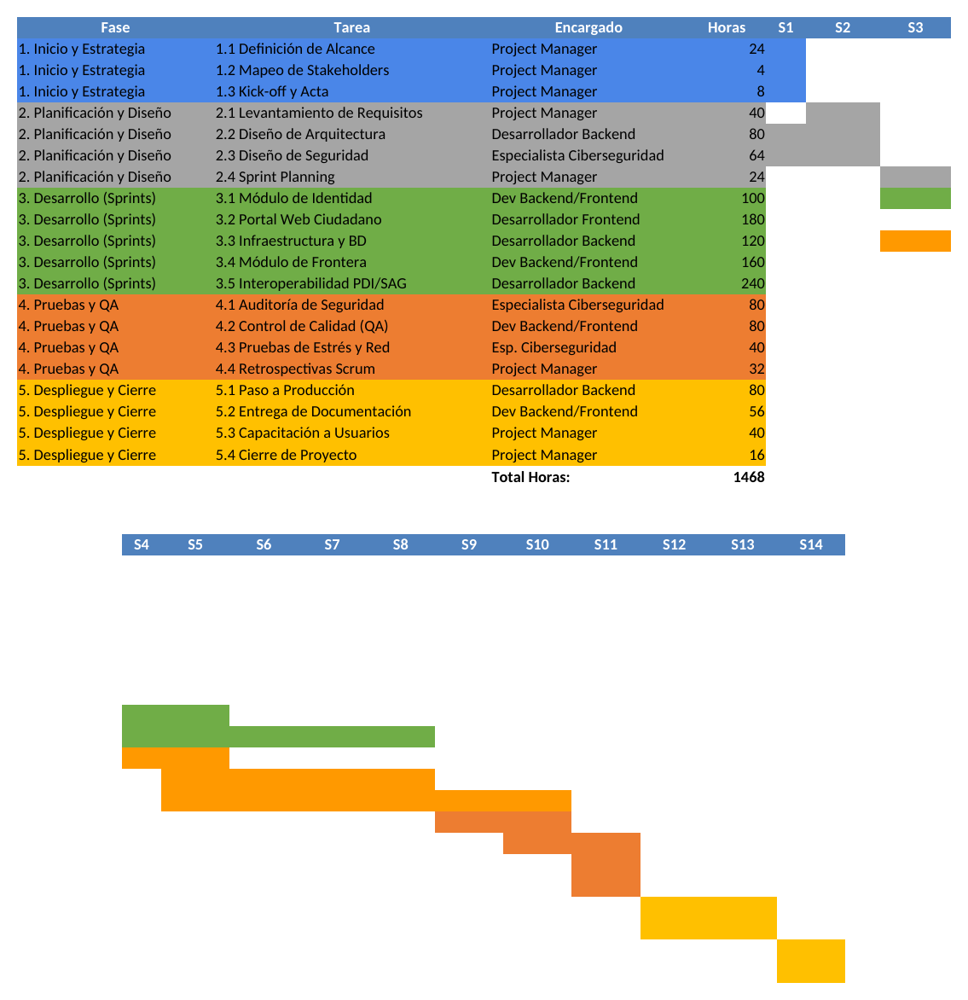 Fase Tarea Encargado Horas S1 S2 S3
1. Inicio y Estrategia 1.1 Definición de Alcance Project Manager 24
1. Inicio y Estrategia 1.2 Mapeo de Stakeholders Project Manager 4
1. Inicio y Estrategia 1.3 Kick-off y Acta Project Manager 8
2. Planificación y Diseño 2.1 Levantamiento de Requisitos Project Manager 40
2. Planificación y Diseño 2.2 Diseño de Arquitectura Desarrollador Backend 80
2. Planificación y Diseño 2.3 Diseño de Seguridad Especialista Ciberseguridad 64
2. Planificación y Diseño 2.4 Sprint Planning Project Manager 24
3. Desarrollo (Sprints) 3.1 Módulo de Identidad Dev Backend/Frontend 100
3. Desarrollo (Sprints) 3.2 Portal Web Ciudadano Desarrollador Frontend 180
3. Desarrollo (Sprints) 3.3 Infraestructura y BD Desarrollador Backend 120
3. Desarrollo (Sprints) 3.4 Módulo de Frontera Dev Backend/Frontend 160
3. Desarrollo (Sprints) 3.5 Interoperabilidad PDI/SAG Desarrollador Backend 240
4. Pruebas y QA 4.1 Auditoría de Seguridad Especialista Ciberseguridad 80
4. Pruebas y QA 4.2 Control de Calidad (QA) Dev Backend/Frontend 80
4. Pruebas y QA 4.3 Pruebas de Estrés y Red Esp. Ciberseguridad 40
4. Pruebas y QA 4.4 Retrospectivas Scrum Project Manager 32
5. Despliegue y Cierre 5.1 Paso a Producción Desarrollador Backend 80
5. Despliegue y Cierre 5.2 Entrega de Documentación Dev Backend/Frontend 56
5. Despliegue y Cierre 5.3 Capacitación a Usuarios Project Manager 40
5. Despliegue y Cierre 5.4 Cierre de Proyecto Project Manager 16
Total Horas: 1468
S4 S5 S6 S7 S8 S9 S10 S11 S12 S13 S14